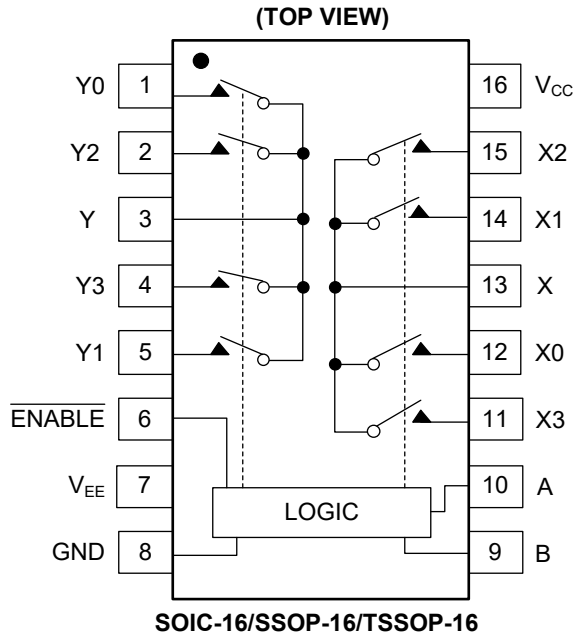 (TOP VIEW)
Y0 1 16 VCC
Y2 2 15 X2
Y 3 14 X1
Y3 4 13 X
Y1 5 12 X0
ENABLE 6 11 X3
VEE 7 10 A
LOGIC
GND 8 9 B
SOIC-16/SSOP-16/TSSOP-16